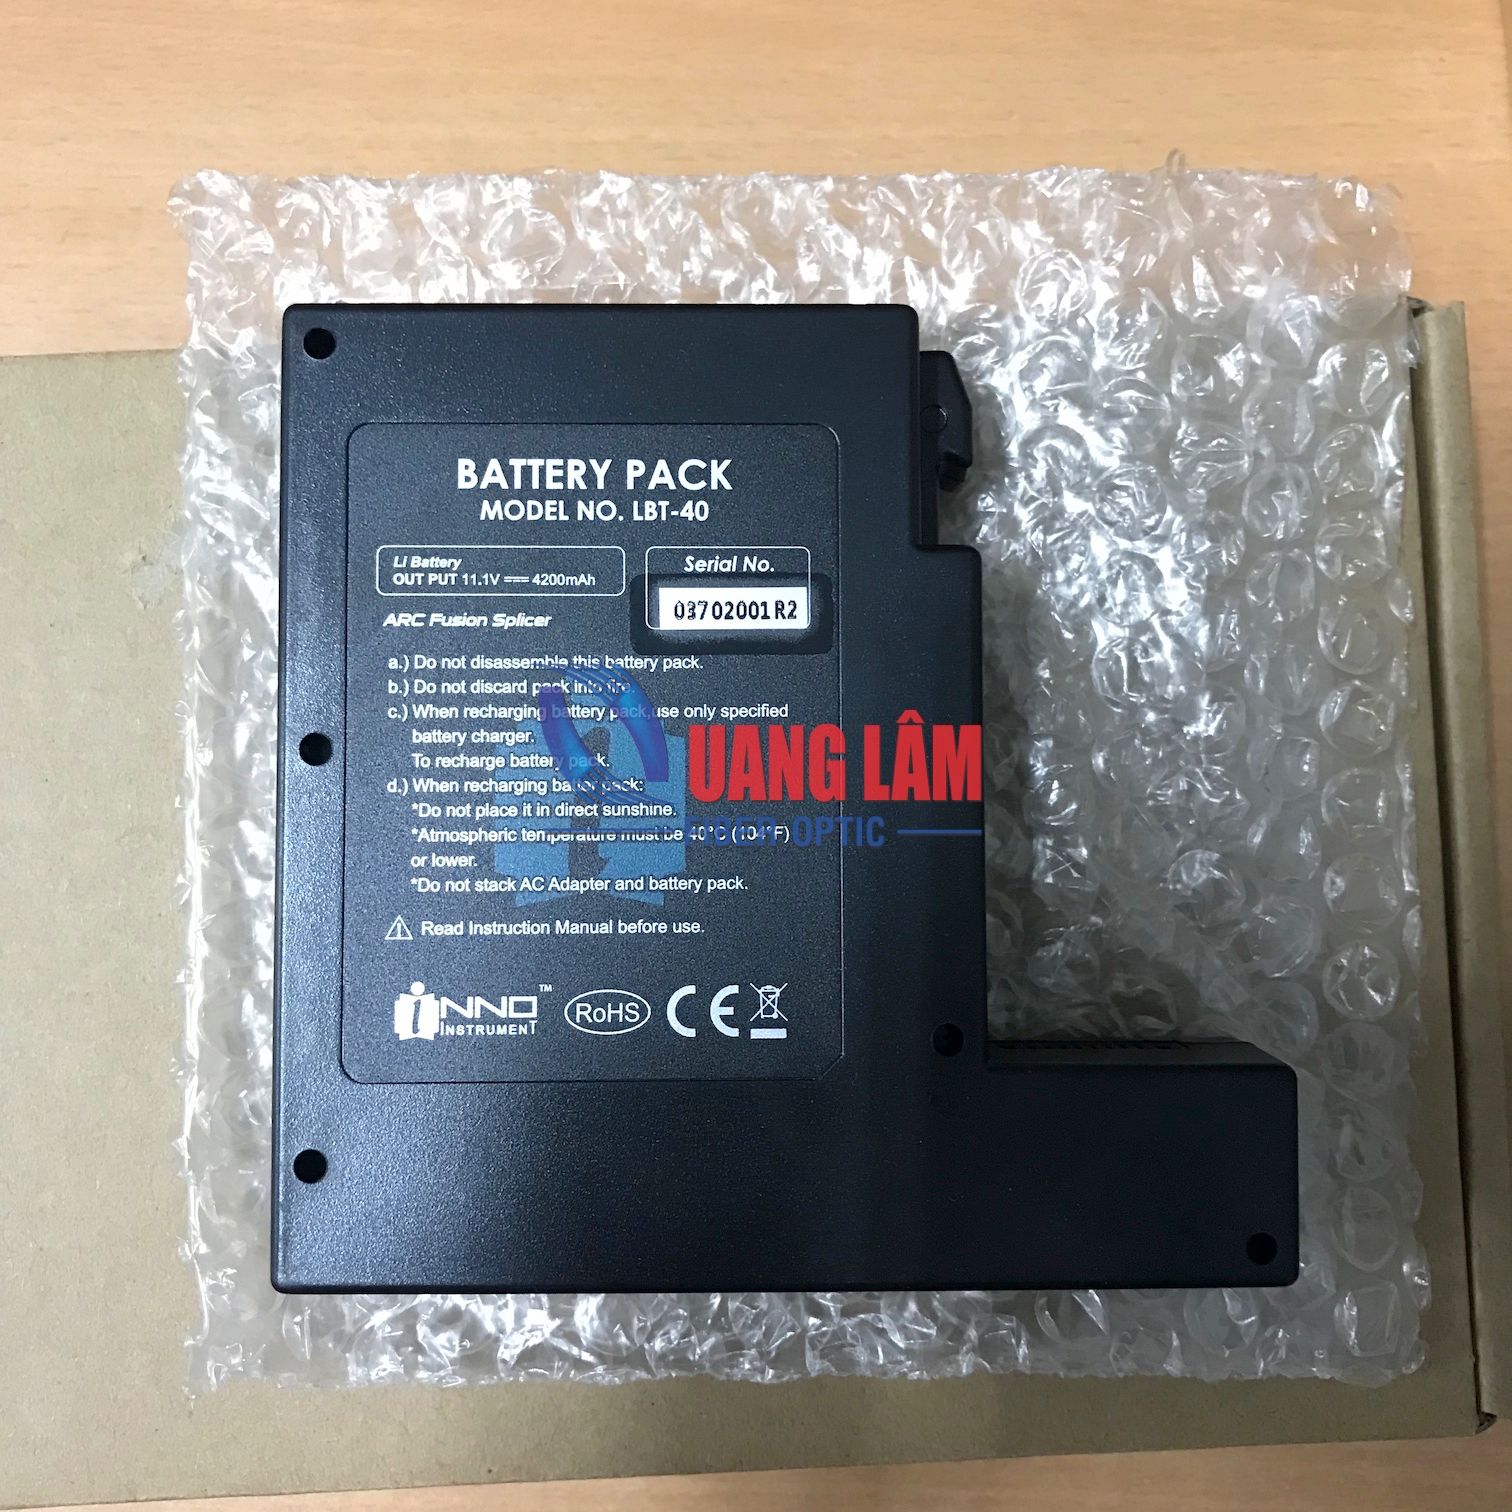 BATTERY PACK
MODEL NO. LBT-40
Li Battery
OUT PUT 11.1V ⎓ 4200mAh
Serial No.
03702001R2
ARC Fusion Splicer
a.) Do not disassemble this battery pack.
b.) Do not discard pack into fire.
c.) When recharging battery pack,use only specified
battery charger.
To recharge battery pack.
d.) When recharging battery pack:
*Do not place it in direct sunshine.
*Atmospheric temperature must be 40°C (104°F)
or lower.
*Do not stack AC Adapter and battery pack.
Read Instruction Manual before use.
INNO™
INSTRUMENT
RoHS
CE
QUANG LÂM
FIBER OPTIC